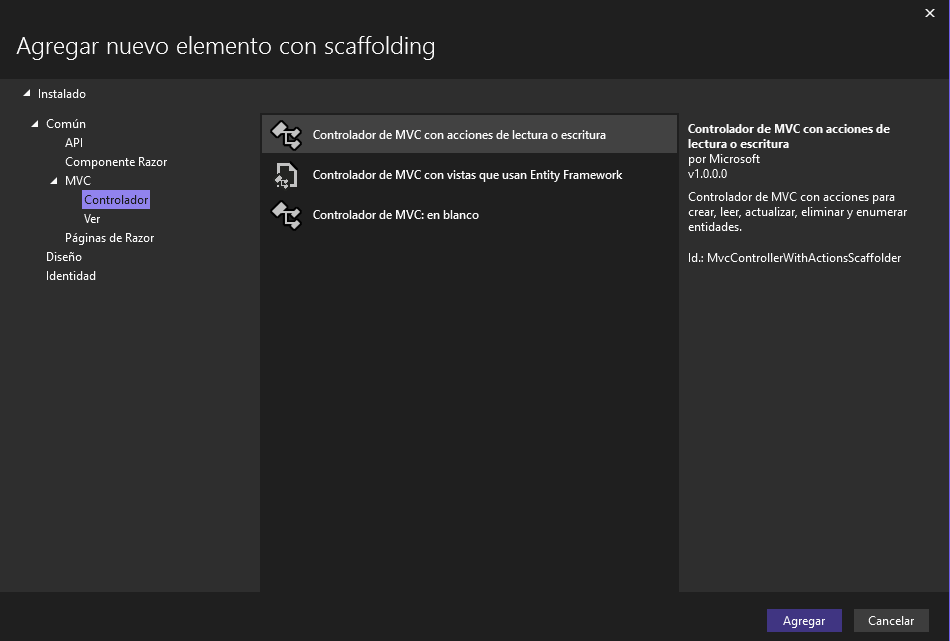 Agregar nuevo elemento con scaffolding
Instalado
Común
API
Componente Razor
MVC
Controlador
Ver
Páginas de Razor
Diseño
Identidad
Controlador de MVC con acciones de lectura o escritura
Controlador de MVC con vistas que usan Entity Framework
Controlador de MVC: en blanco
Controlador de MVC con acciones de
lectura o escritura
por Microsoft
v1.0.0.0
Controlador de MVC con acciones para
crear, leer, actualizar, eliminar y enumerar
entidades.
Id.: MvcControllerWithActionsScaffolder
Agregar
Cancelar